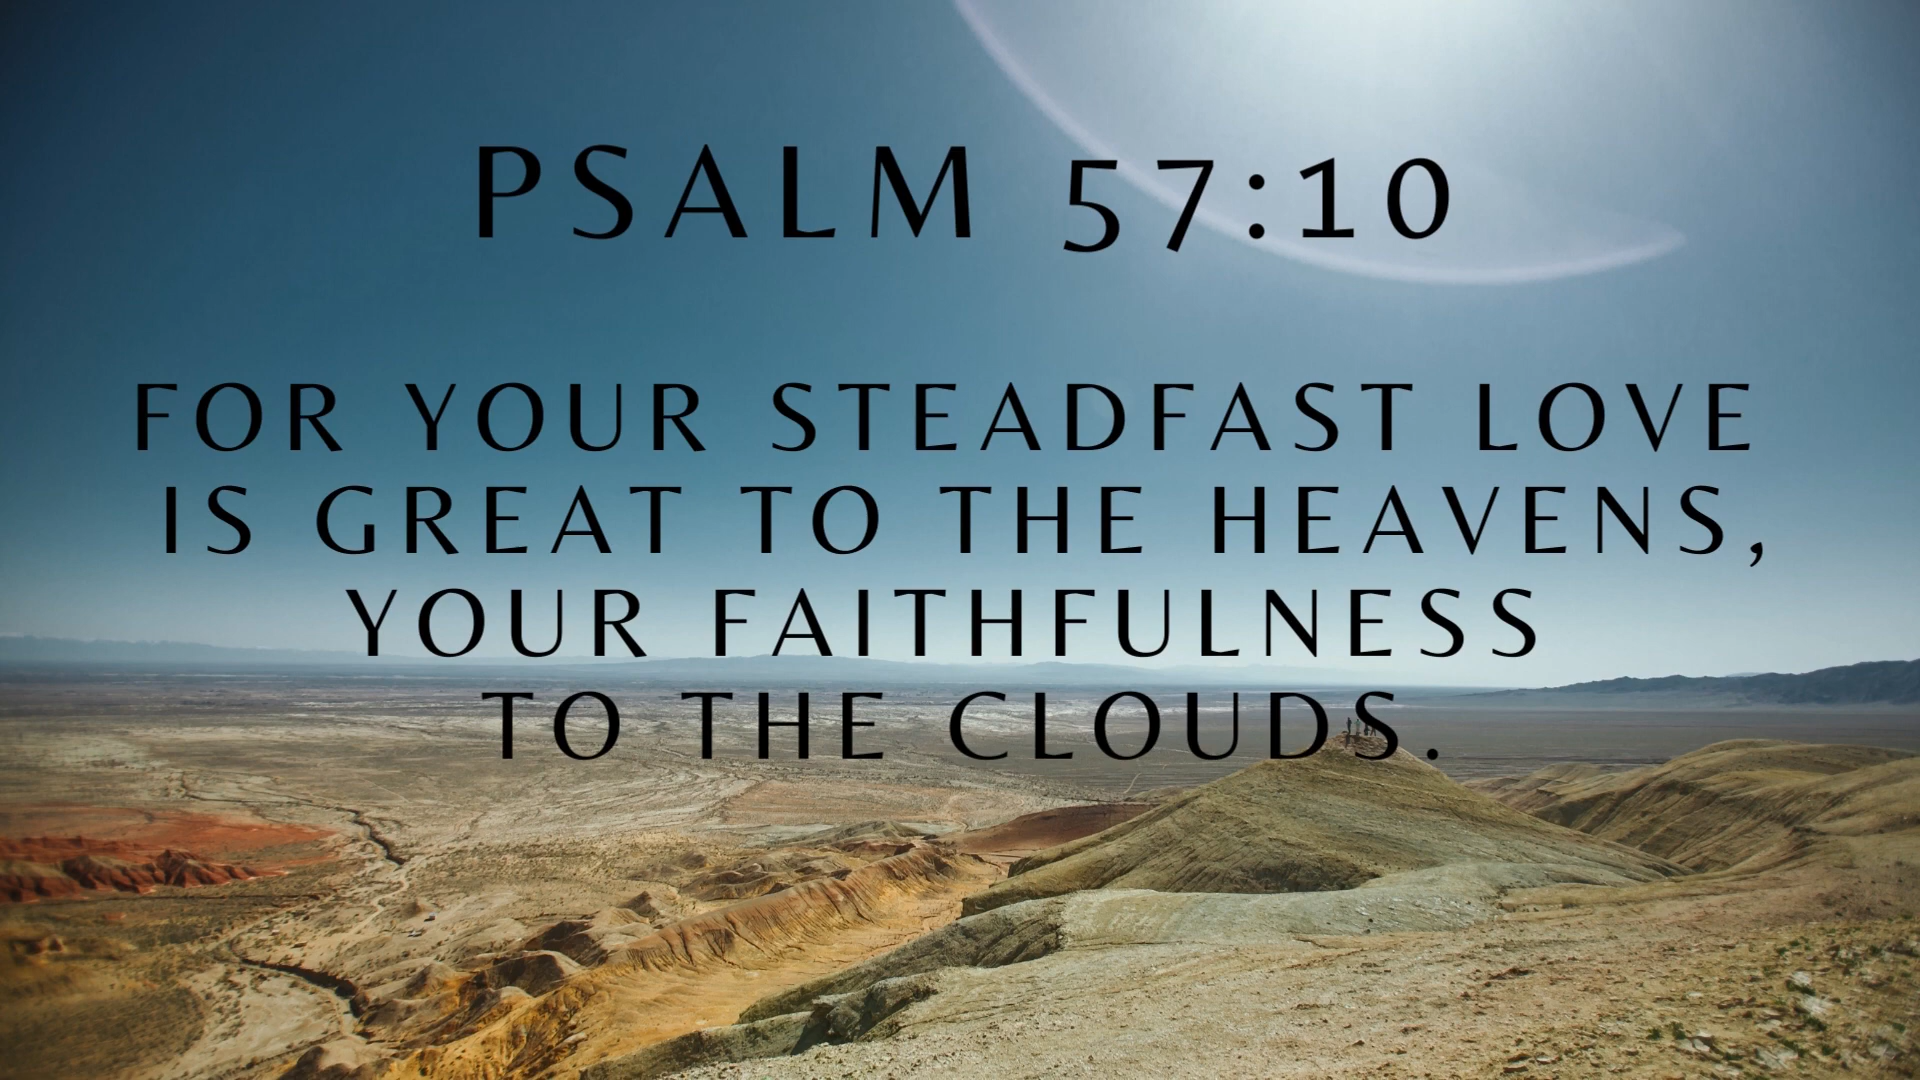 PSALM 57:10
FOR YOUR STEADFAST LOVE
IS GREAT TO THE HEAVENS,
YOUR FAITHFULNESS
TO THE CLOUDS.